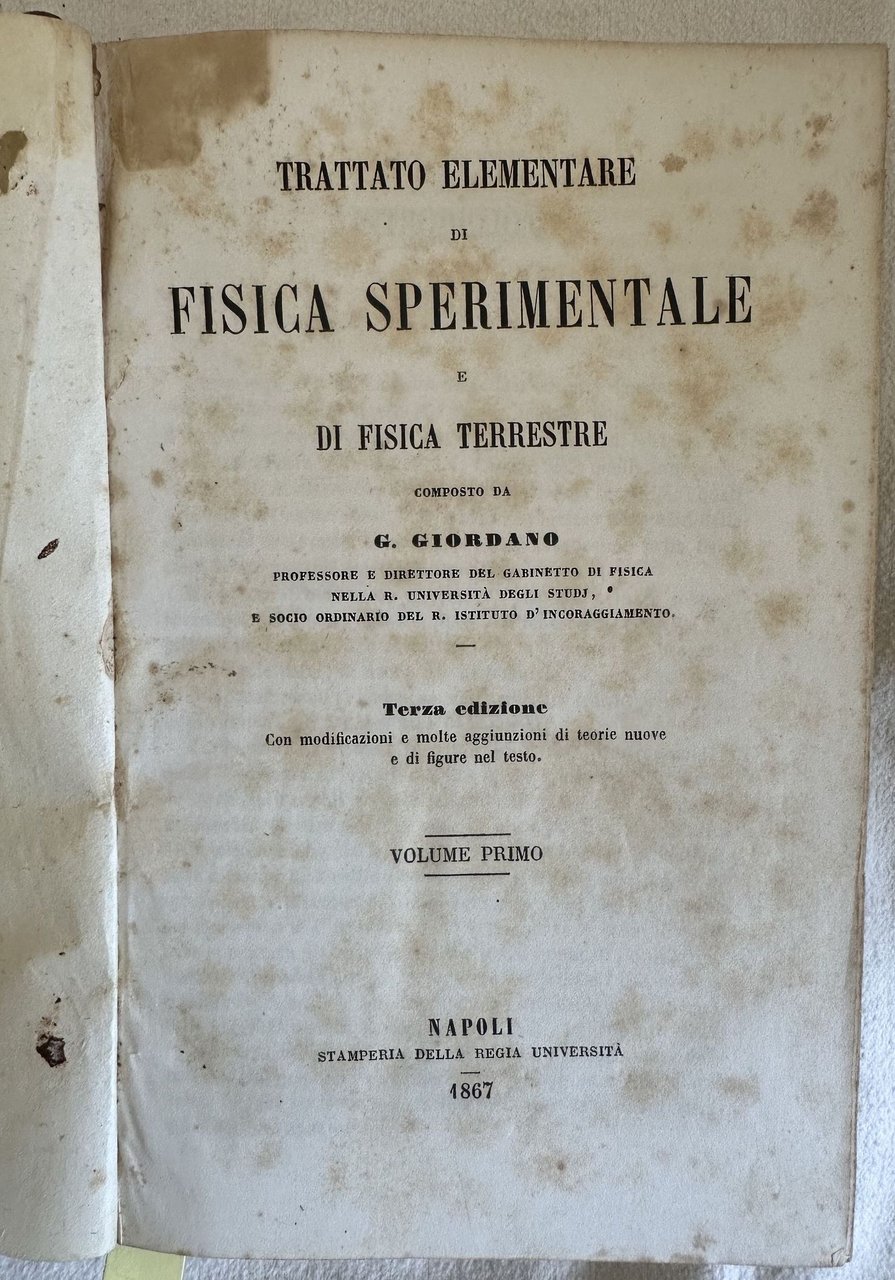 TRATTATO ELEMENTARE
DI
FISICA SPERIMENTALE
E
DI FISICA TERRESTRE
COMPOSTO DA
G. GIORDANO
PROFESSORE E DIRETTORE DEL GABINETTO DI FISICA
NELLA R. UNIVERSITÀ DEGLI STUDJ,
E SOCIO ORDINARIO DEL R. ISTITUTO D'INCORAGGIAMENTO.
Terza edizione
Con modificazioni e molte aggiunzioni di teorie nuove
e di figure nel testo.
VOLUME PRIMO
NAPOLI
STAMPERIA DELLA REGIA UNIVERSITÀ
1867